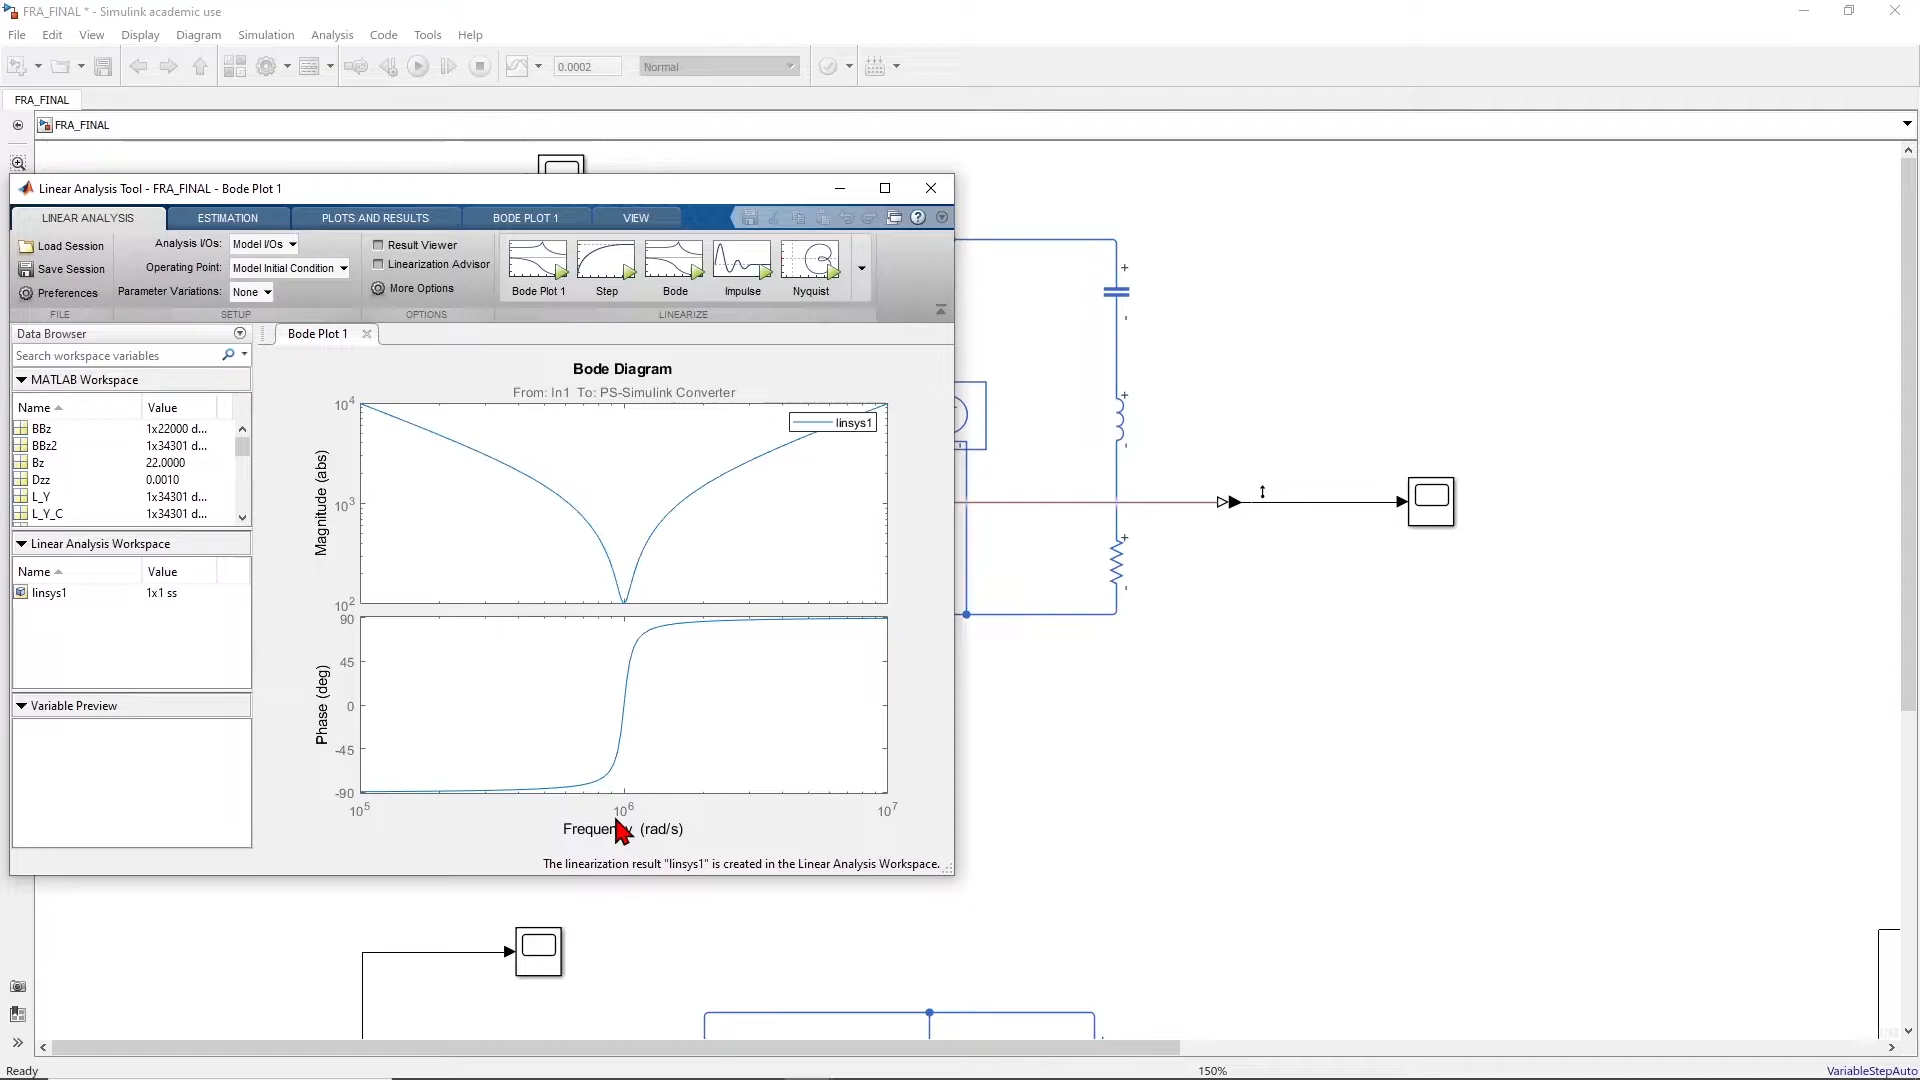 FRA_FINAL * - Simulink academic use
File Edit View Display Diagram Simulation Analysis Code Tools Help
0.0002 Normal
FRA_FINAL
FRA_FINAL
Linear Analysis Tool - FRA_FINAL - Bode Plot 1
LINEAR ANALYSIS ESTIMATION PLOTS AND RESULTS BODE PLOT 1 VIEW
Load Session Analysis I/Os: Model I/Os Result Viewer
Save Session Operating Point: Model Initial Condition Linearization Advisor
Preferences Parameter Variations: None More Options
Bode Plot 1 Step Bode Impulse Nyquist
FILE SETUP OPTIONS LINEARIZE
Data Browser
Bode Plot 1
Search workspace variables
MATLAB Workspace
Name Value
BBz 1x22000 d...
BBz2 1x34301 d...
Bz 22.0000
Dzz 0.0010
L_Y 1x34301 d...
L_Y_C 1x34301 d...
Linear Analysis Workspace
Name Value
linsys1 1x1 ss
Variable Preview
Bode Diagram
From: In1 To: PS-Simulink Converter
linsys1
10^4
10^3
10^2
Magnitude (abs)
90
45
0
-45
-90
Phase (deg)
10^5 10^6 10^7
Frequency (rad/s)
The linearization result "linsys1" is created in the Linear Analysis Workspace.
+
-
+
-
+
-
Ready 150% VariableStepAuto